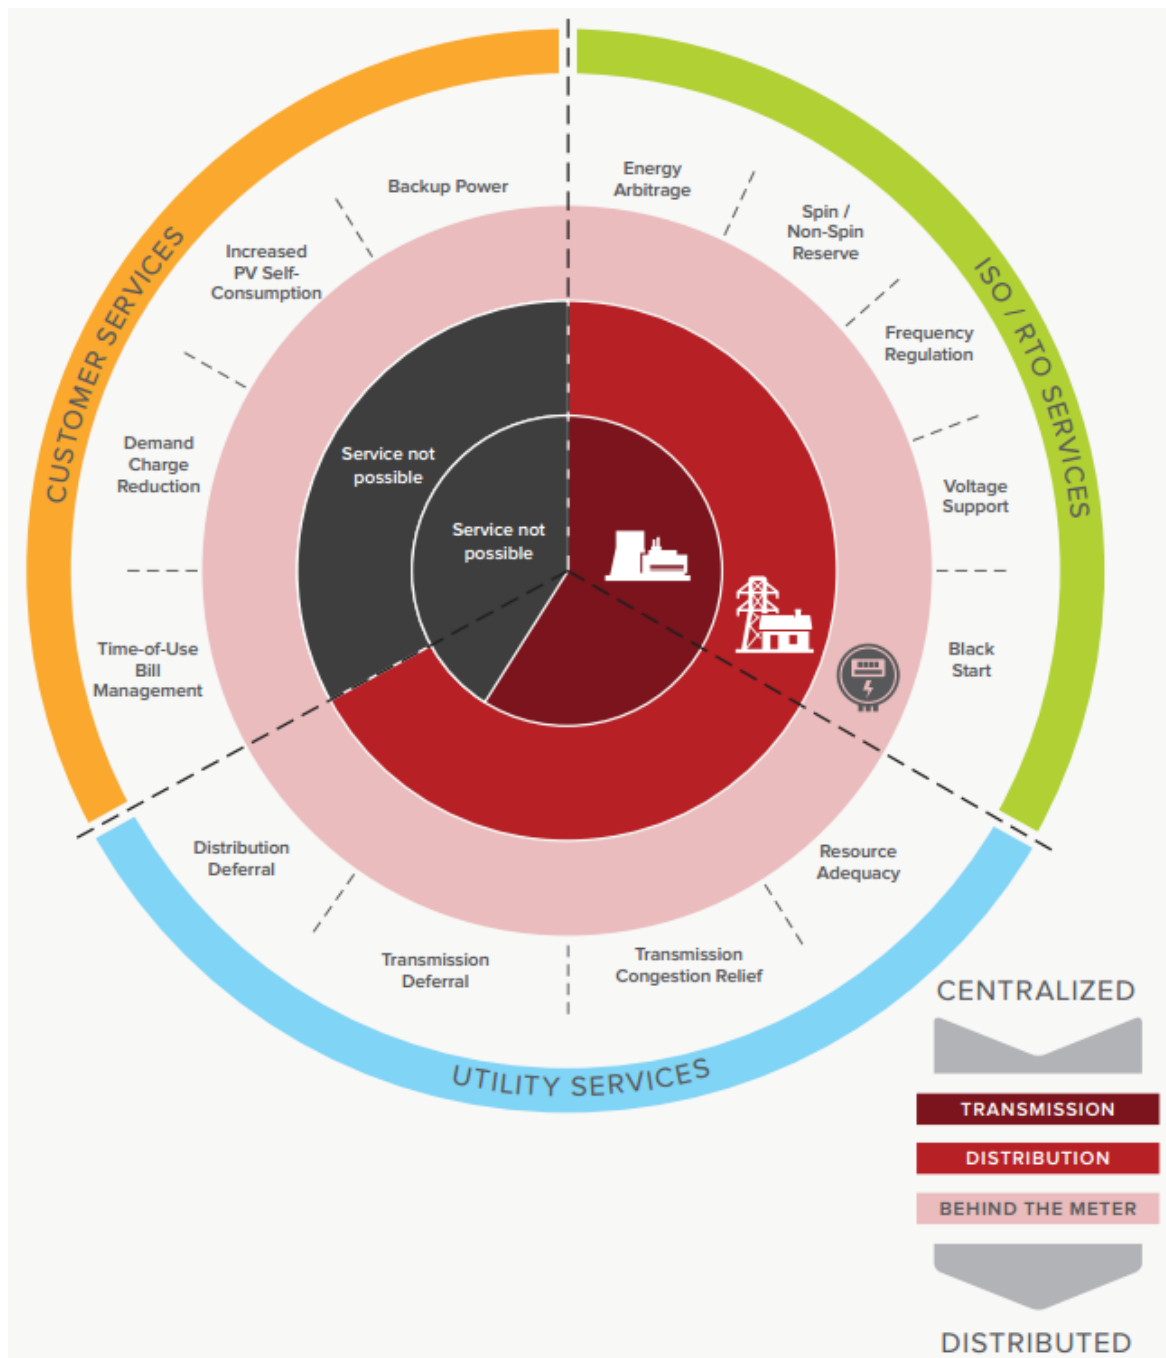 CUSTOMER SERVICES
ISO / RTO SERVICES
UTILITY SERVICES
Backup Power
Energy
Arbitrage
Spin /
Non-Spin
Reserve
Increased
PV Self-
Consumption
Frequency
Regulation
Demand
Charge
Reduction
Service not
possible
Service not
possible
Voltage
Support
Time-of-Use
Bill
Management
Black
Start
Distribution
Deferral
Resource
Adequacy
Transmission
Deferral
Transmission
Congestion Relief
CENTRALIZED
TRANSMISSION
DISTRIBUTION
BEHIND THE METER
DISTRIBUTED